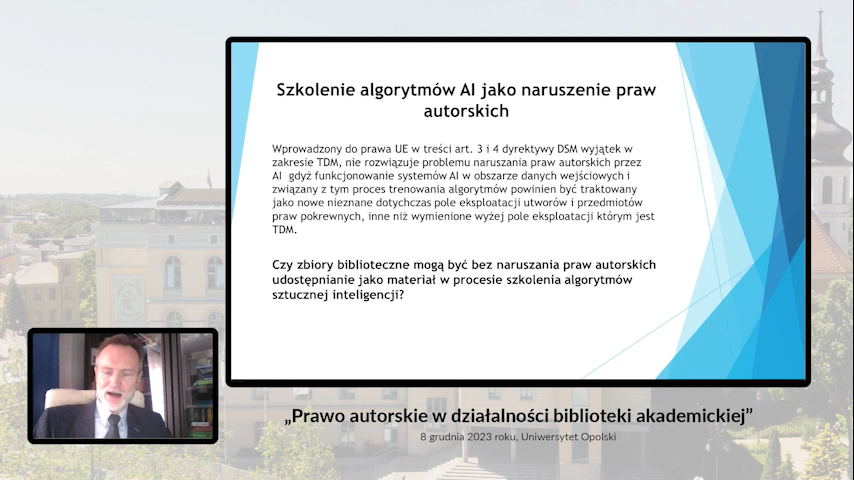 Szkolenie algorytmów AI jako naruszenie praw
autorskich
Wprowadzony do prawa UE w treści art. 3 i 4 dyrektywy DSM wyjątek w
zakresie TDM, nie rozwiązuje problemu naruszania praw autorskich przez
AI gdyż funkcjonowanie systemów AI w obszarze danych wejściowych i
związany z tym proces trenowania algorytmów powinien być traktowany
jako nowe nieznane dotychczas pole eksploatacji utworów i przedmiotów
praw pokrewnych, inne niż wymienione wyżej pole eksploatacji którym jest
TDM.
Czy zbiory biblioteczne mogą być bez naruszania praw autorskich
udostępnianie jako materiał w procesie szkolenia algorytmów
sztucznej inteligencji?
„Prawo autorskie w działalności biblioteki akademickiej”
8 grudnia 2023 roku, Uniwersytet Opolski